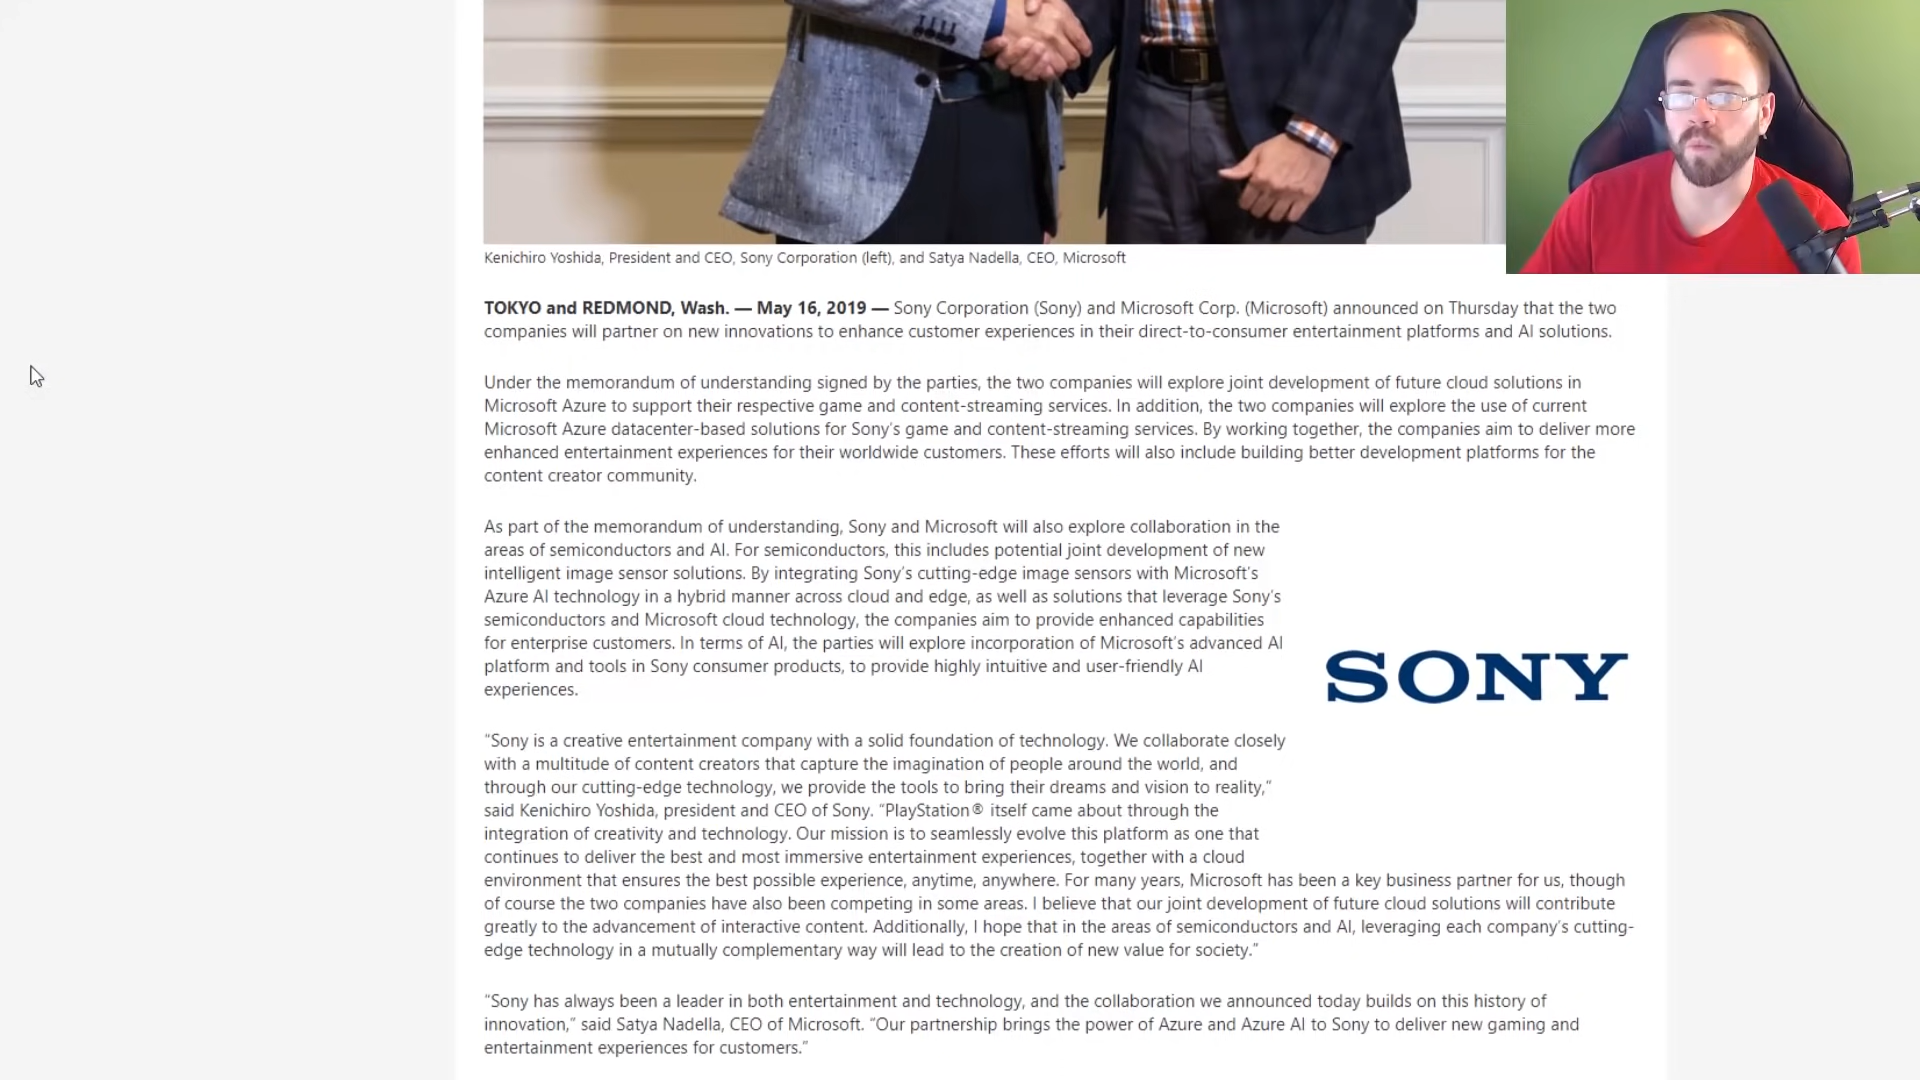 Kenichiro Yoshida, President and CEO, Sony Corporation (left), and Satya Nadella, CEO, Microsoft
TOKYO and REDMOND, Wash. — May 16, 2019 — Sony Corporation (Sony) and Microsoft Corp. (Microsoft) announced on Thursday that the two
companies will partner on new innovations to enhance customer experiences in their direct-to-consumer entertainment platforms and AI solutions.
Under the memorandum of understanding signed by the parties, the two companies will explore joint development of future cloud solutions in
Microsoft Azure to support their respective game and content-streaming services. In addition, the two companies will explore the use of current
Microsoft Azure datacenter-based solutions for Sony’s game and content-streaming services. By working together, the companies aim to deliver more
enhanced entertainment experiences for their worldwide customers. These efforts will also include building better development platforms for the
content creator community.
As part of the memorandum of understanding, Sony and Microsoft will also explore collaboration in the
areas of semiconductors and AI. For semiconductors, this includes potential joint development of new
intelligent image sensor solutions. By integrating Sony’s cutting-edge image sensors with Microsoft’s
Azure AI technology in a hybrid manner across cloud and edge, as well as solutions that leverage Sony’s
semiconductors and Microsoft cloud technology, the companies aim to provide enhanced capabilities
for enterprise customers. In terms of AI, the parties will explore incorporation of Microsoft’s advanced AI
platform and tools in Sony consumer products, to provide highly intuitive and user-friendly AI
experiences.
SONY
“Sony is a creative entertainment company with a solid foundation of technology. We collaborate closely
with a multitude of content creators that capture the imagination of people around the world, and
through our cutting-edge technology, we provide the tools to bring their dreams and vision to reality,”
said Kenichiro Yoshida, president and CEO of Sony. “PlayStation® itself came about through the
integration of creativity and technology. Our mission is to seamlessly evolve this platform as one that
continues to deliver the best and most immersive entertainment experiences, together with a cloud
environment that ensures the best possible experience, anytime, anywhere. For many years, Microsoft has been a key business partner for us, though
of course the two companies have also been competing in some areas. I believe that our joint development of future cloud solutions will contribute
greatly to the advancement of interactive content. Additionally, I hope that in the areas of semiconductors and AI, leveraging each company’s cutting-
edge technology in a mutually complementary way will lead to the creation of new value for society.”
“Sony has always been a leader in both entertainment and technology, and the collaboration we announced today builds on this history of
innovation,” said Satya Nadella, CEO of Microsoft. “Our partnership brings the power of Azure and Azure AI to Sony to deliver new gaming and
entertainment experiences for customers.”